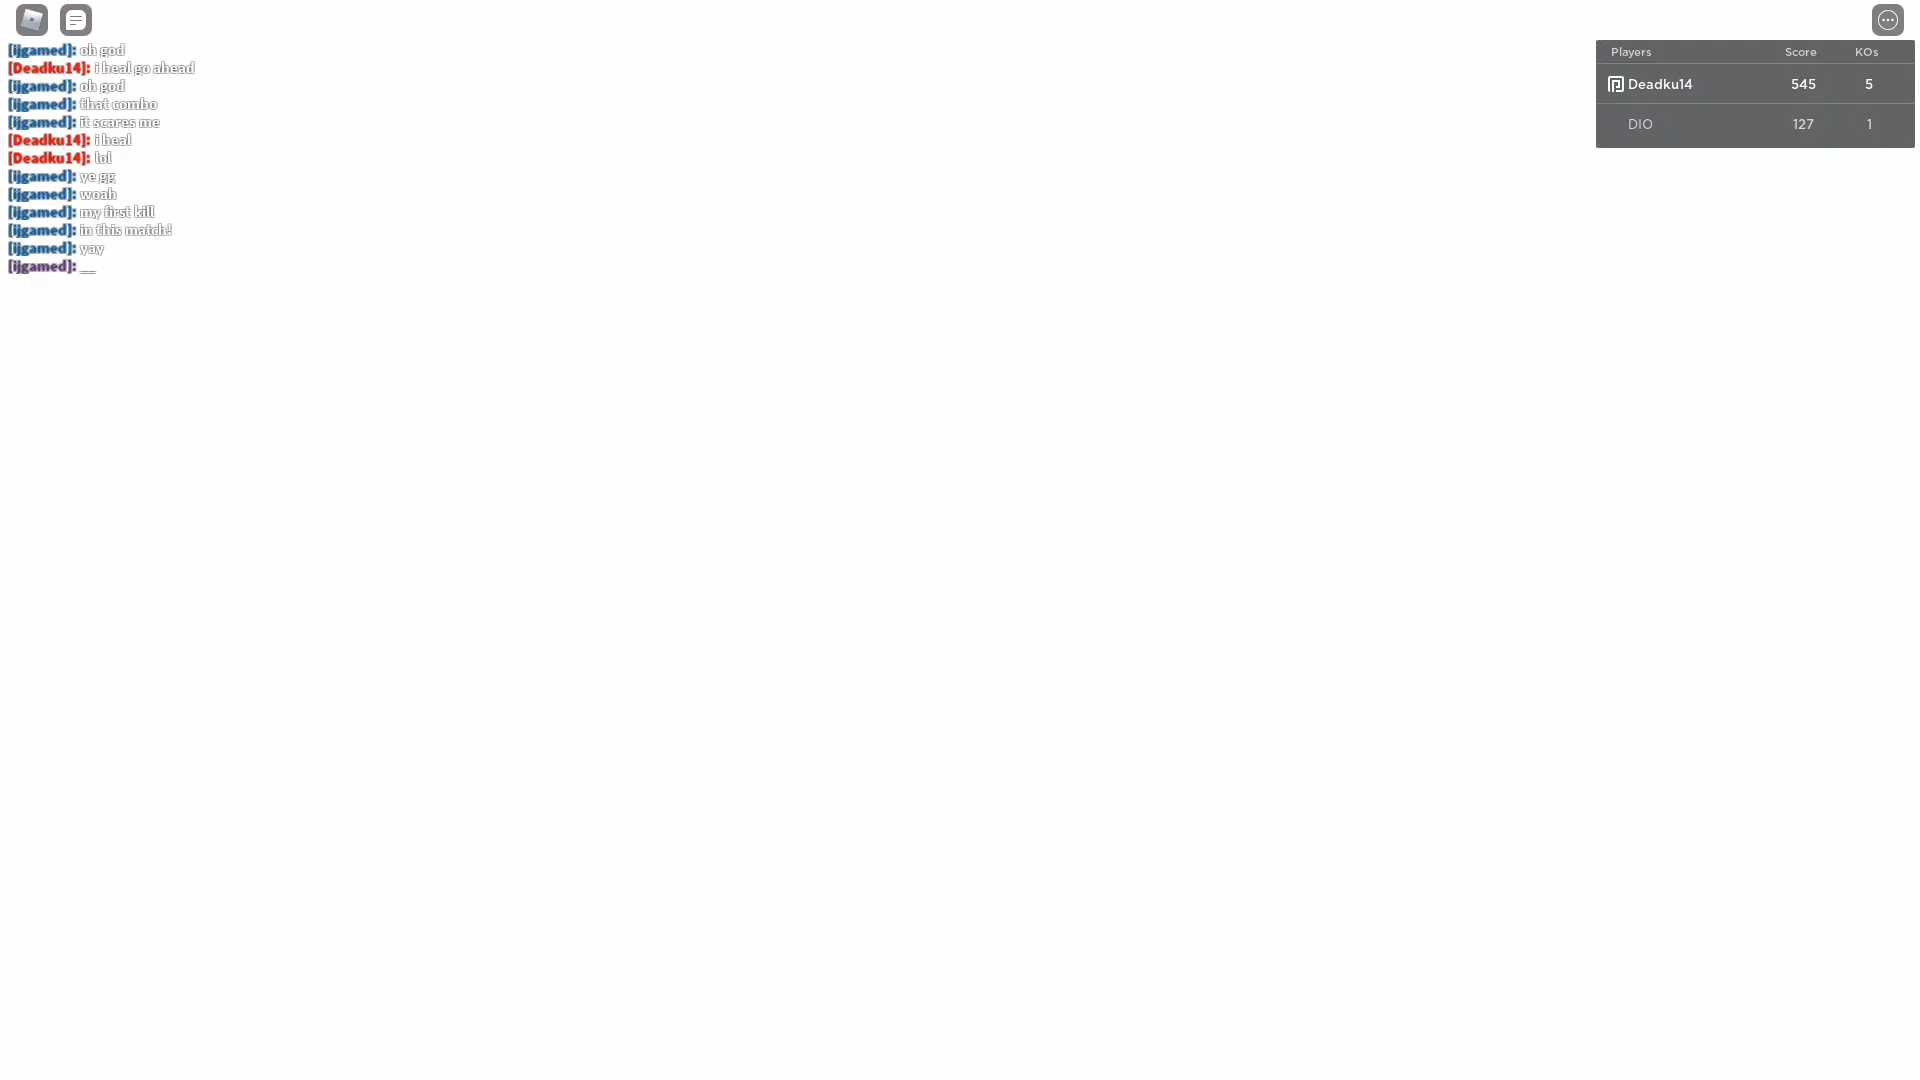 [ijgamed]: oh god
[Deadku14]: i heal go ahead
[ijgamed]: oh god
[ijgamed]: that combo
[ijgamed]: it scares me
[Deadku14]: i heal
[Deadku14]: lol
[ijgamed]: ye gg
[ijgamed]: woah
[ijgamed]: my first kill
[ijgamed]: in this match!
[ijgamed]: yay
[ijgamed]: __
Players Score KOs
Deadku14 545 5
DIO 127 1